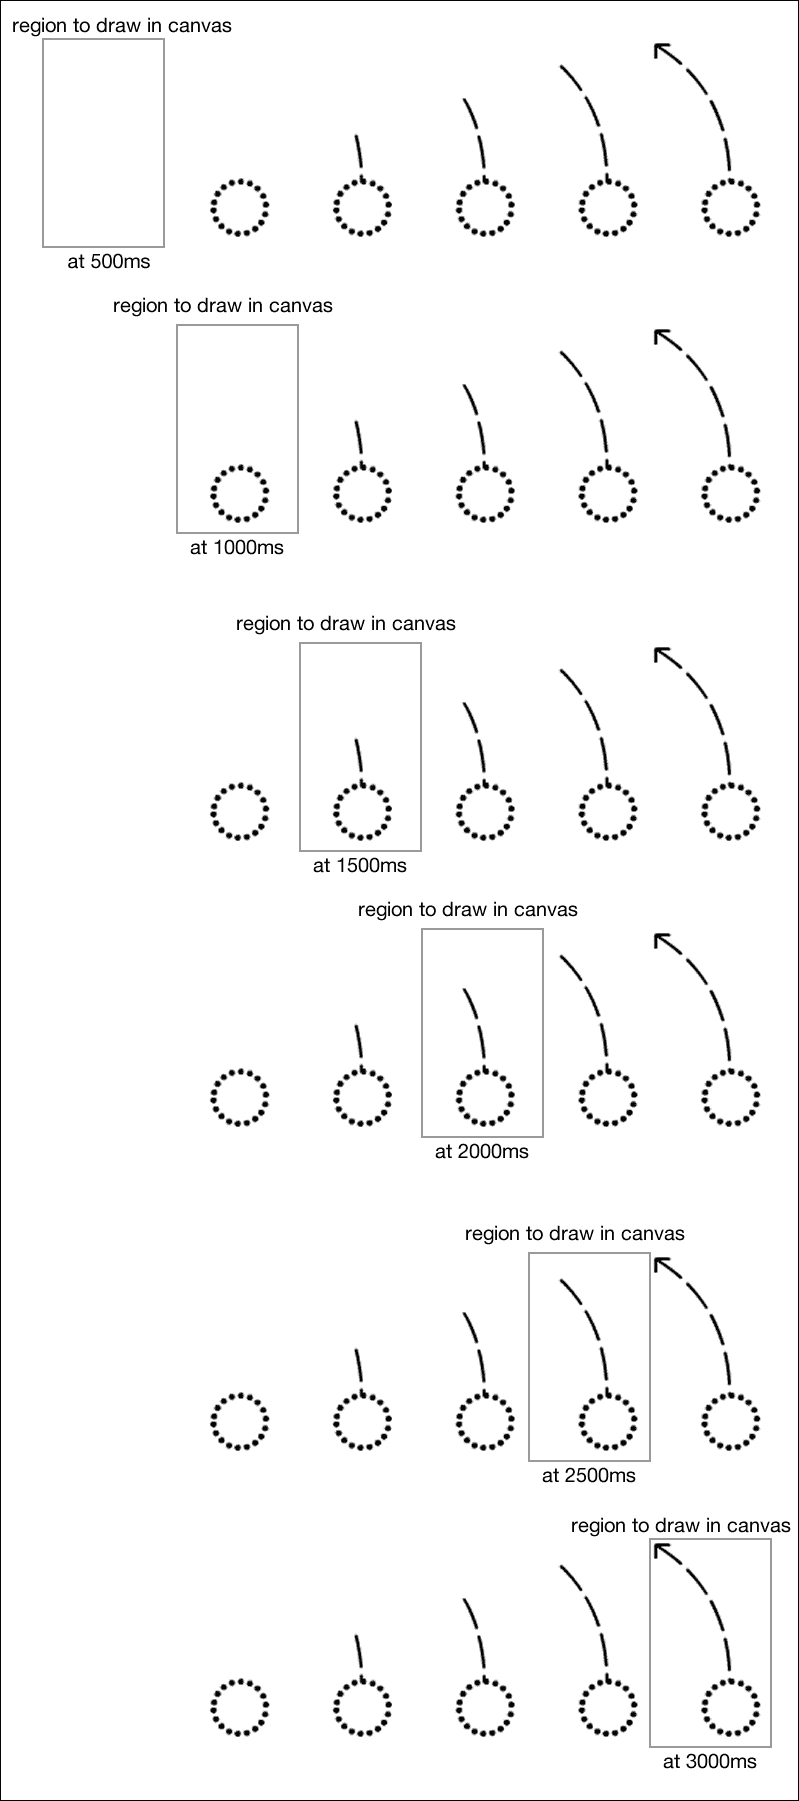 region to draw in canvas
at 500ms
region to draw in canvas
at 1000ms
region to draw in canvas
at 1500ms
region to draw in canvas
at 2000ms
region to draw in canvas
at 2500ms
region to draw in canvas
at 3000ms